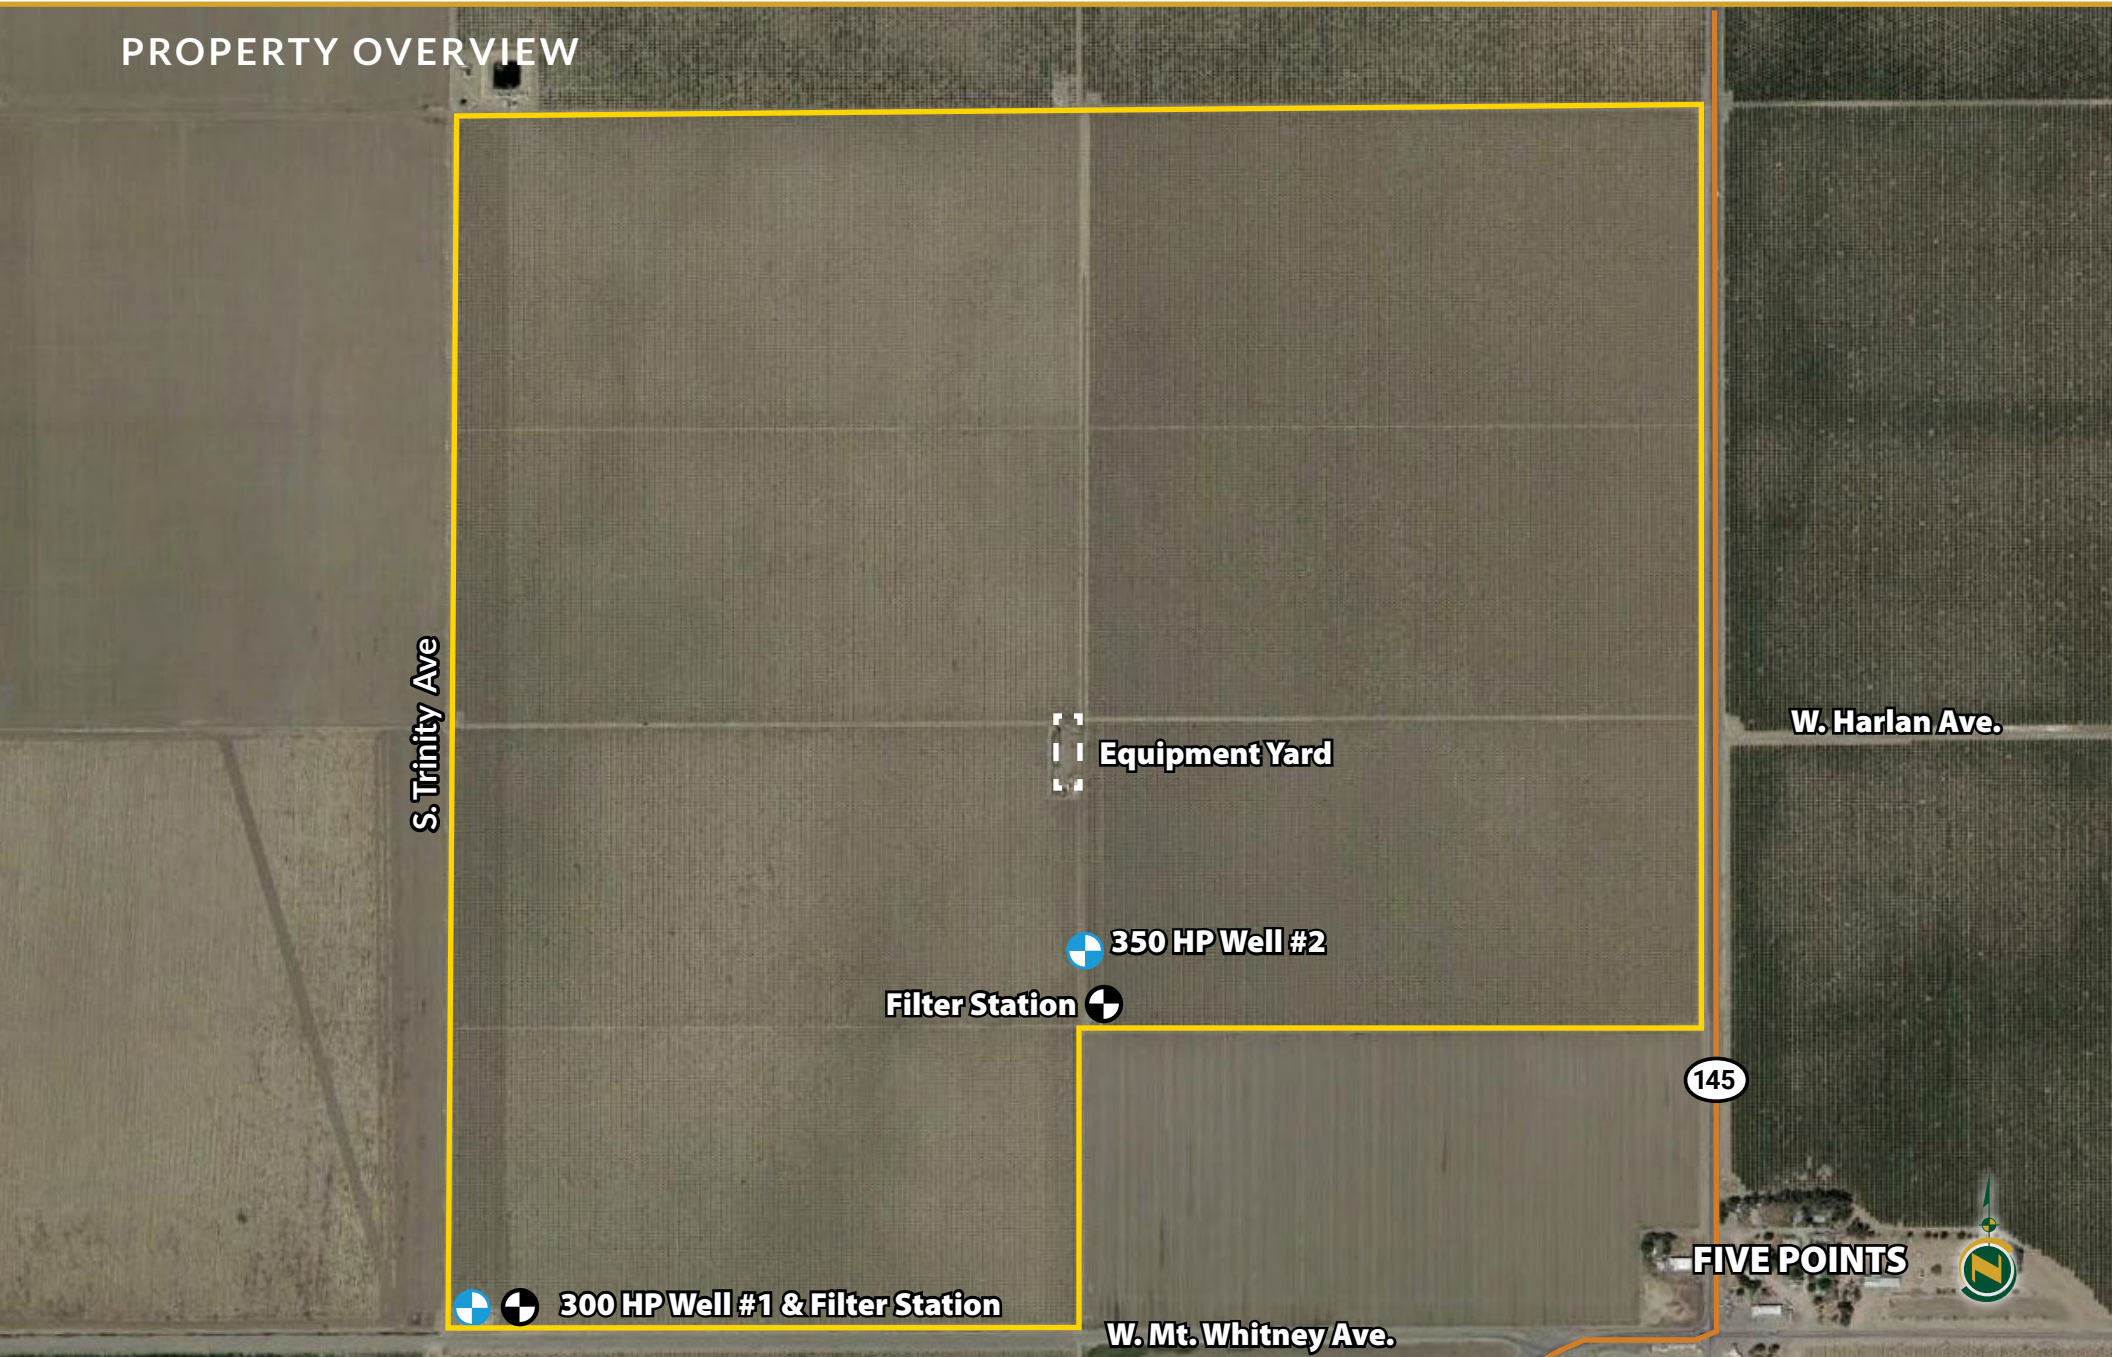 PROPERTY OVERVIEW
S. Trinity Ave
W. Harlan Ave.
Equipment Yard
350 HP Well #2
Filter Station
145
FIVE POINTS
N
300 HP Well #1 & Filter Station
W. Mt. Whitney Ave.